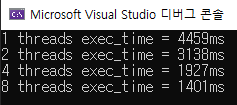 Microsoft Visual Studio 디버그 콘솔
1 threads exec_time = 4459ms
2 threads exec_time = 3138ms
4 threads exec_time = 1927ms
8 threads exec_time = 1401ms